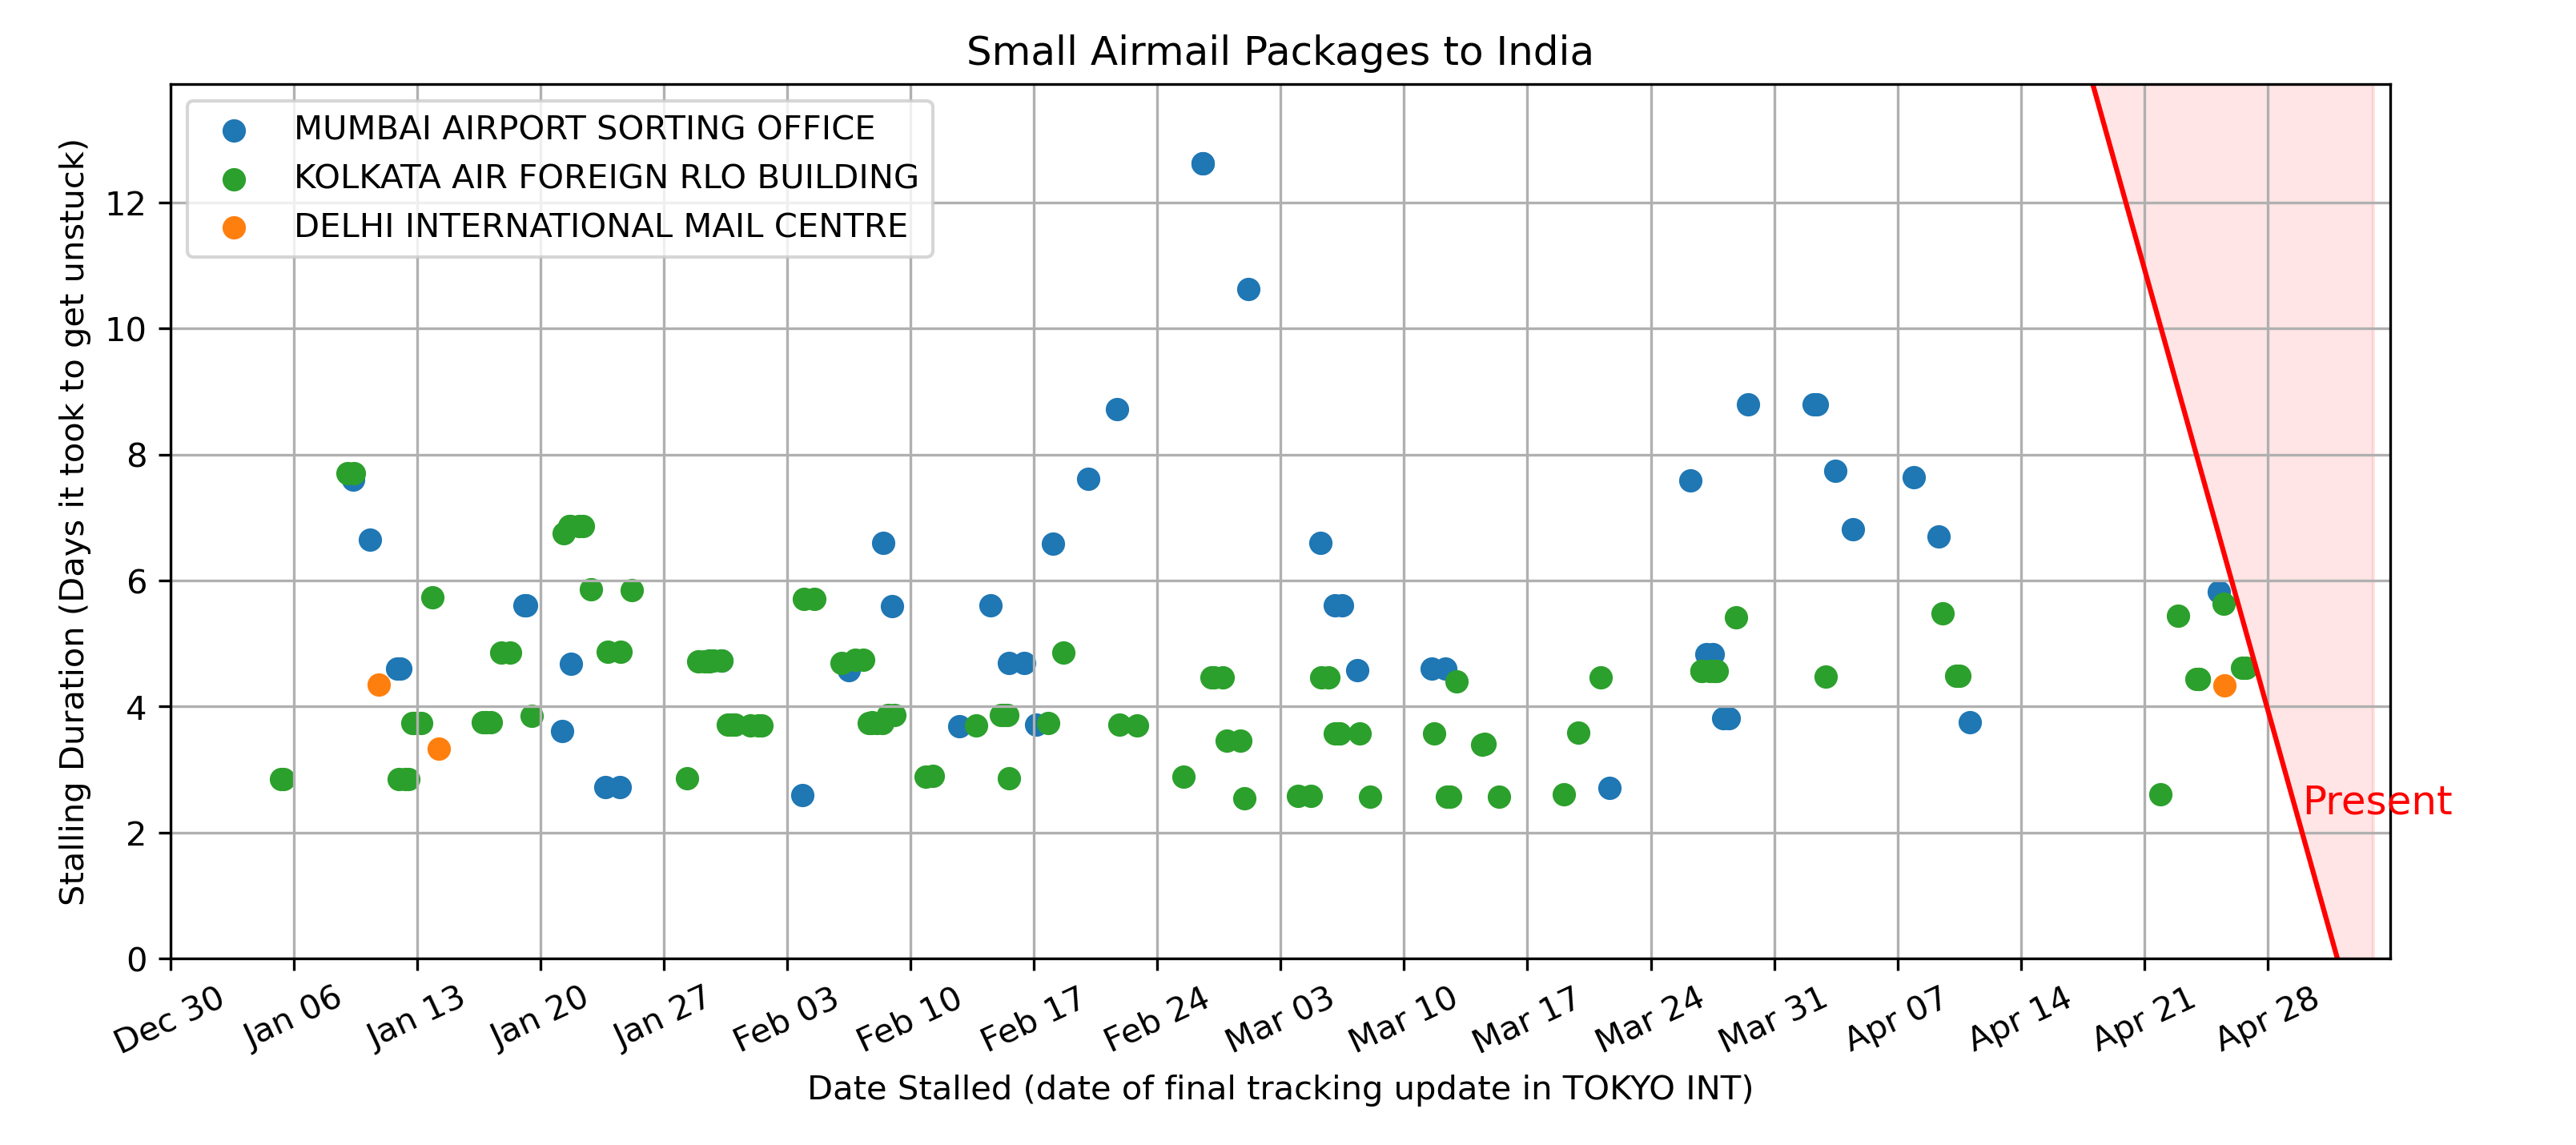 Small Airmail Packages to India
MUMBAI AIRPORT SORTING OFFICE
KOLKATA AIR FOREIGN RLO BUILDING
DELHI INTERNATIONAL MAIL CENTRE
Stalling Duration (Days it took to get unstuck)
12
10
8
6
4
2
0
Present
Dec 30
Jan 06
Jan 13
Jan 20
Jan 27
Feb 03
Feb 10
Feb 17
Feb 24
Mar 03
Mar 10
Mar 17
Mar 24
Mar 31
Apr 07
Apr 14
Apr 21
Apr 28
Date Stalled (date of final tracking update in TOKYO INT)